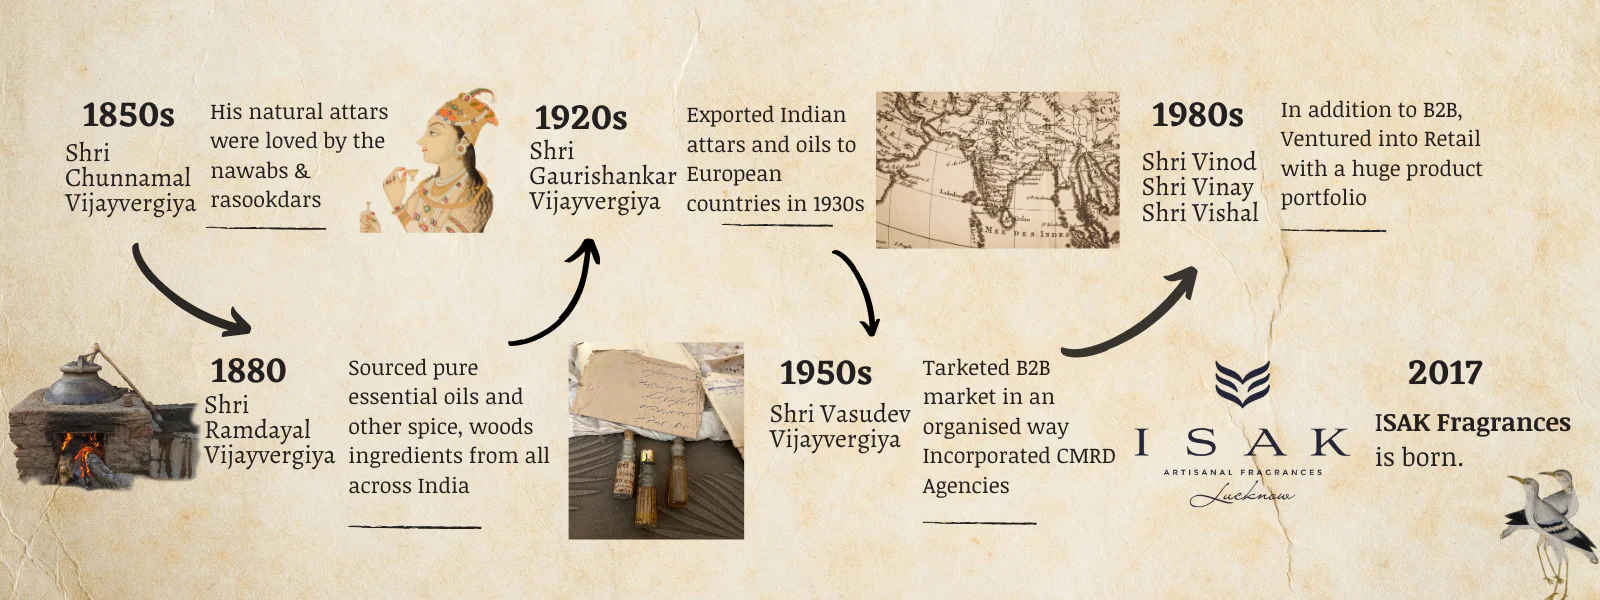 1850s
Shri
Chunnamal
Vijayvergiya
His natural attars
were loved by the
nawabs &
rasookdars
1880
Shri
Ramdayal
Vijayvergiya
Sourced pure
essential oils and
other spice, woods
ingredients from all
across India
1920s
Shri
Gaurishankar
Vijayvergiya
Exported Indian
attars and oils to
European
countries in 1930s
MER DES INDES
1950s
Shri Vasudev
Vijayvergiya
Tarketed B2B
market in an
organised way
Incorporated CMRD
Agencies
1980s
Shri Vinod
Shri Vinay
Shri Vishal
In addition to B2B,
Ventured into Retail
with a huge product
portfolio
ISAK
ARTISANAL FRAGRANCES
Lucknow
2017
ISAK Fragrances
is born.